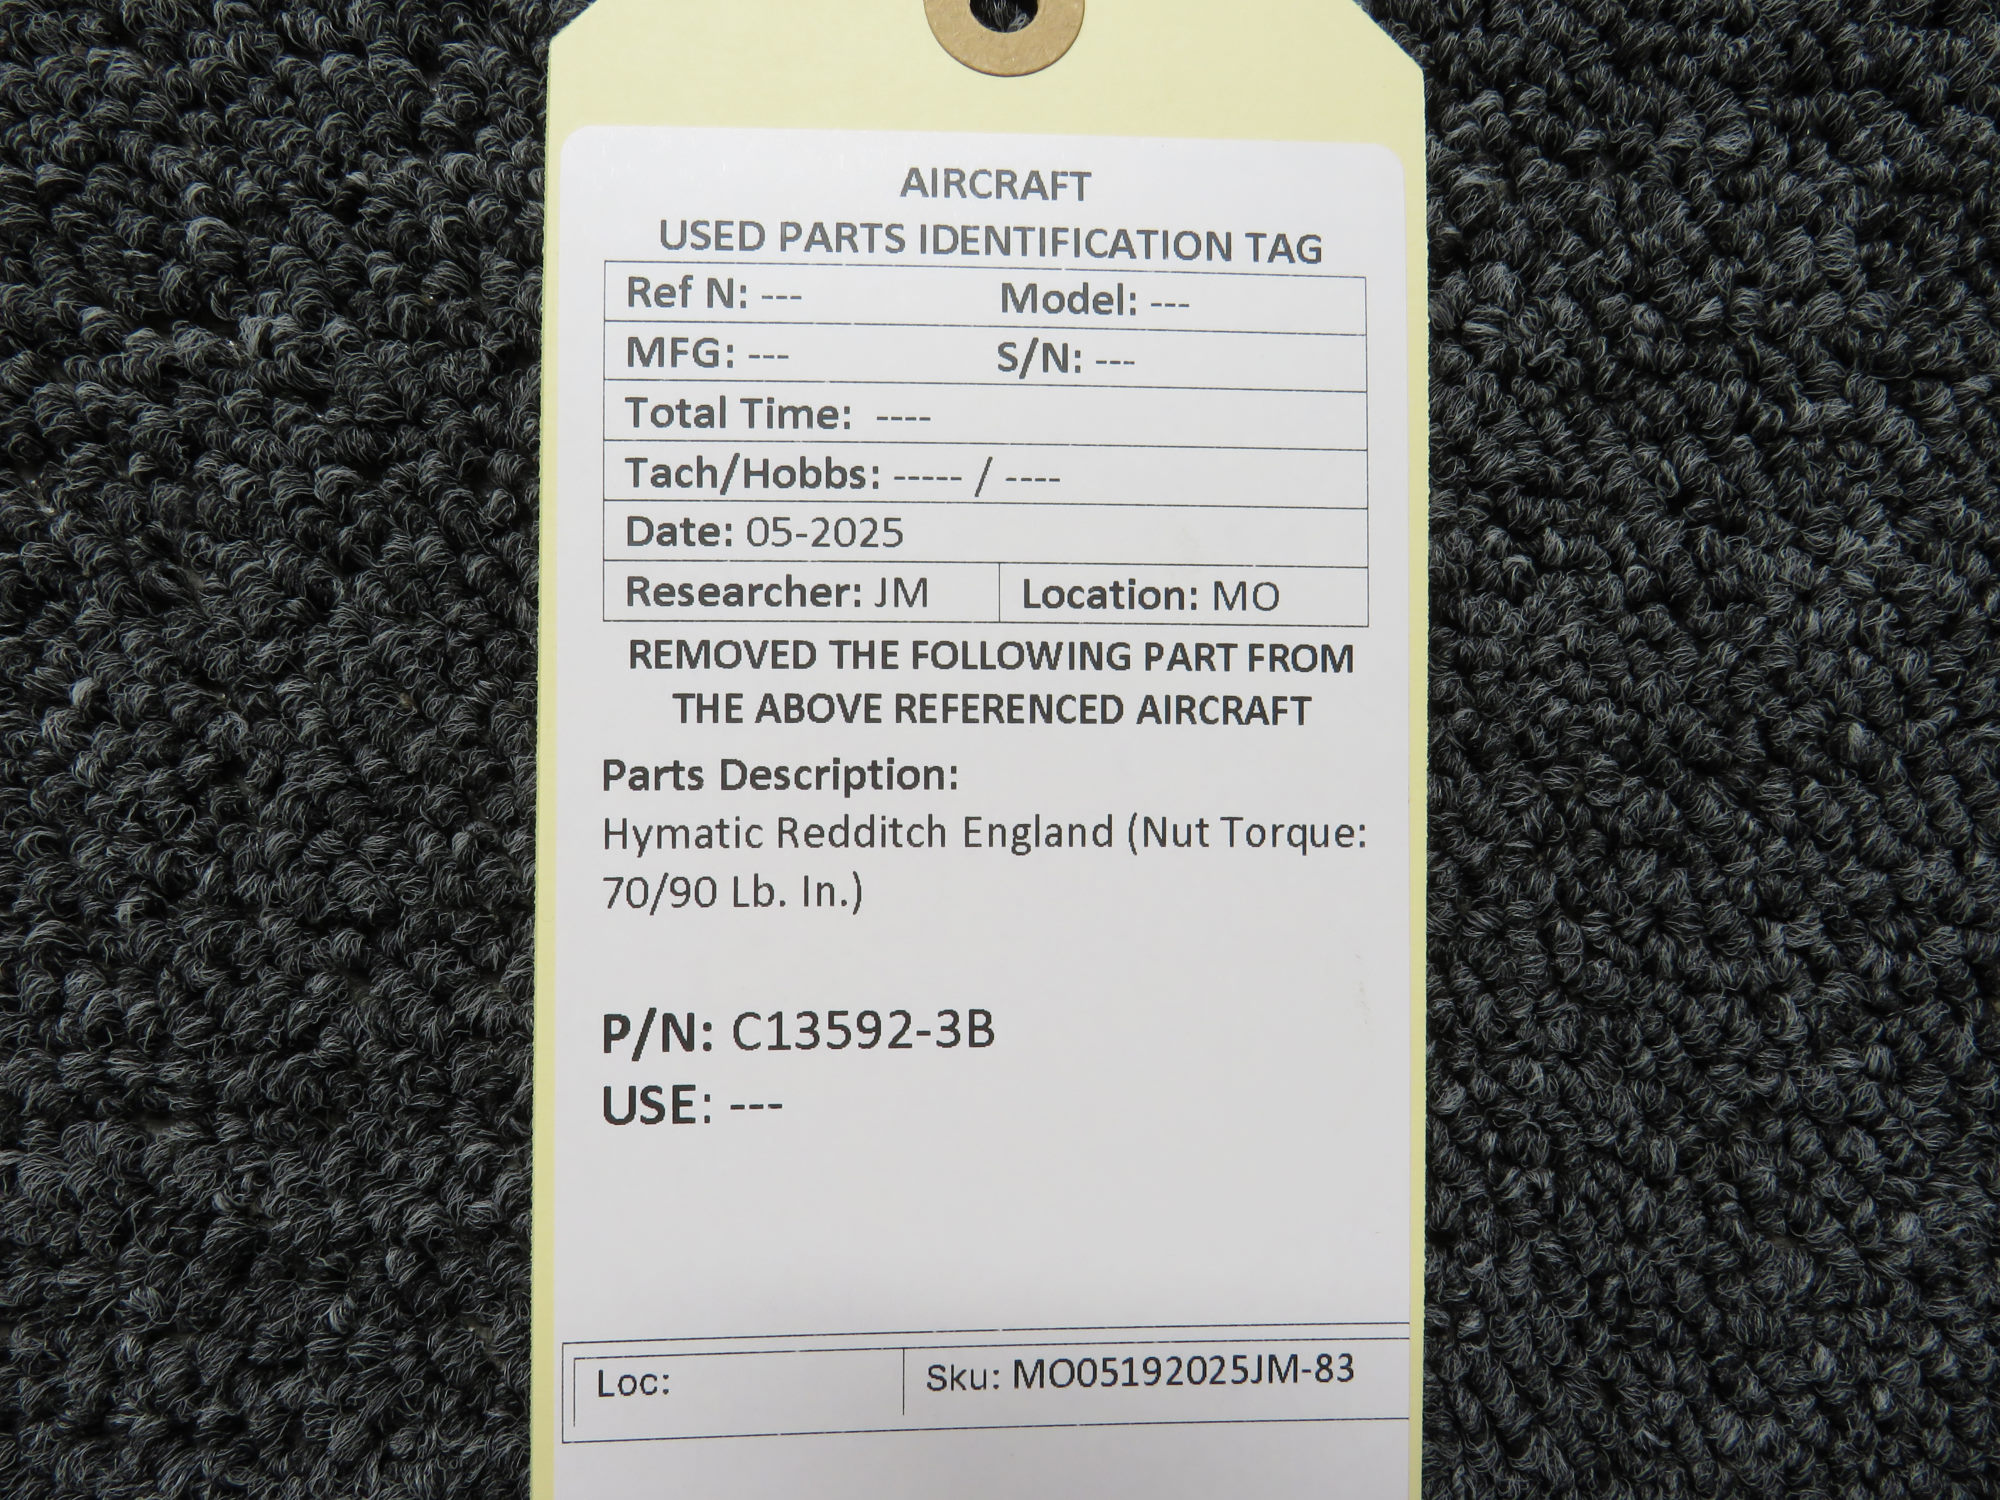 AIRCRAFT
USED PARTS IDENTIFICATION TAG
Ref N: --- Model: ---
MFG: --- S/N: ---
Total Time: ----
Tach/Hobbs: ----- / ----
Date: 05-2025
Researcher: JM Location: MO
REMOVED THE FOLLOWING PART FROM
THE ABOVE REFERENCED AIRCRAFT
Parts Description:
Hymatic Redditch England (Nut Torque:
70/90 Lb. In.)
P/N: C13592-3B
USE: ---
Loc: Sku: MO05192025JM-83